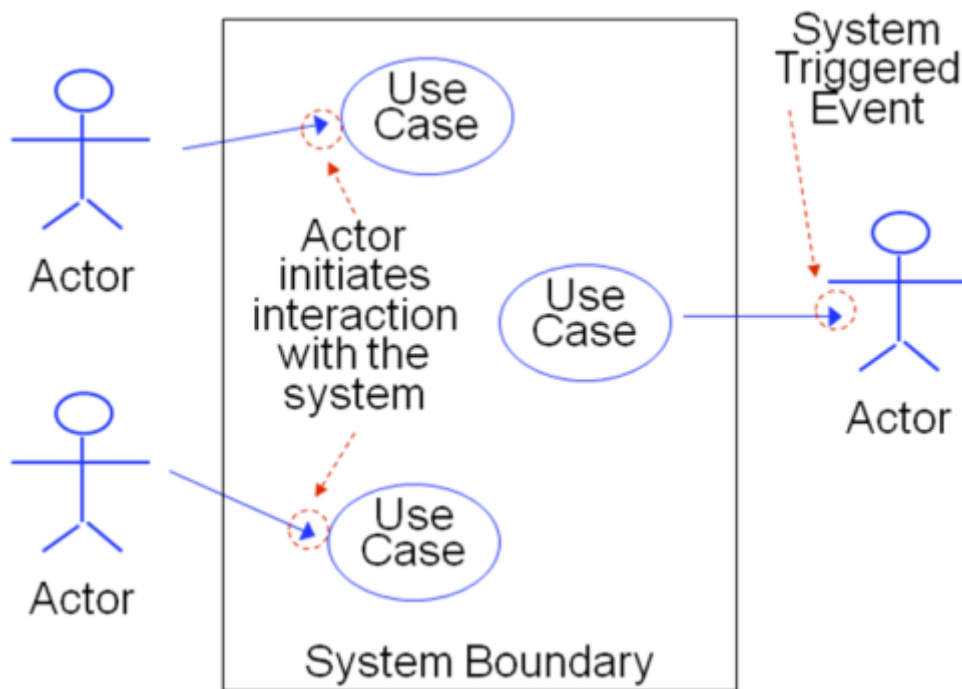 System
Triggered
Event
Use
Case
Actor
Actor
initiates
interaction
with the
system
Use
Case
Actor
Use
Case
Actor
System Boundary